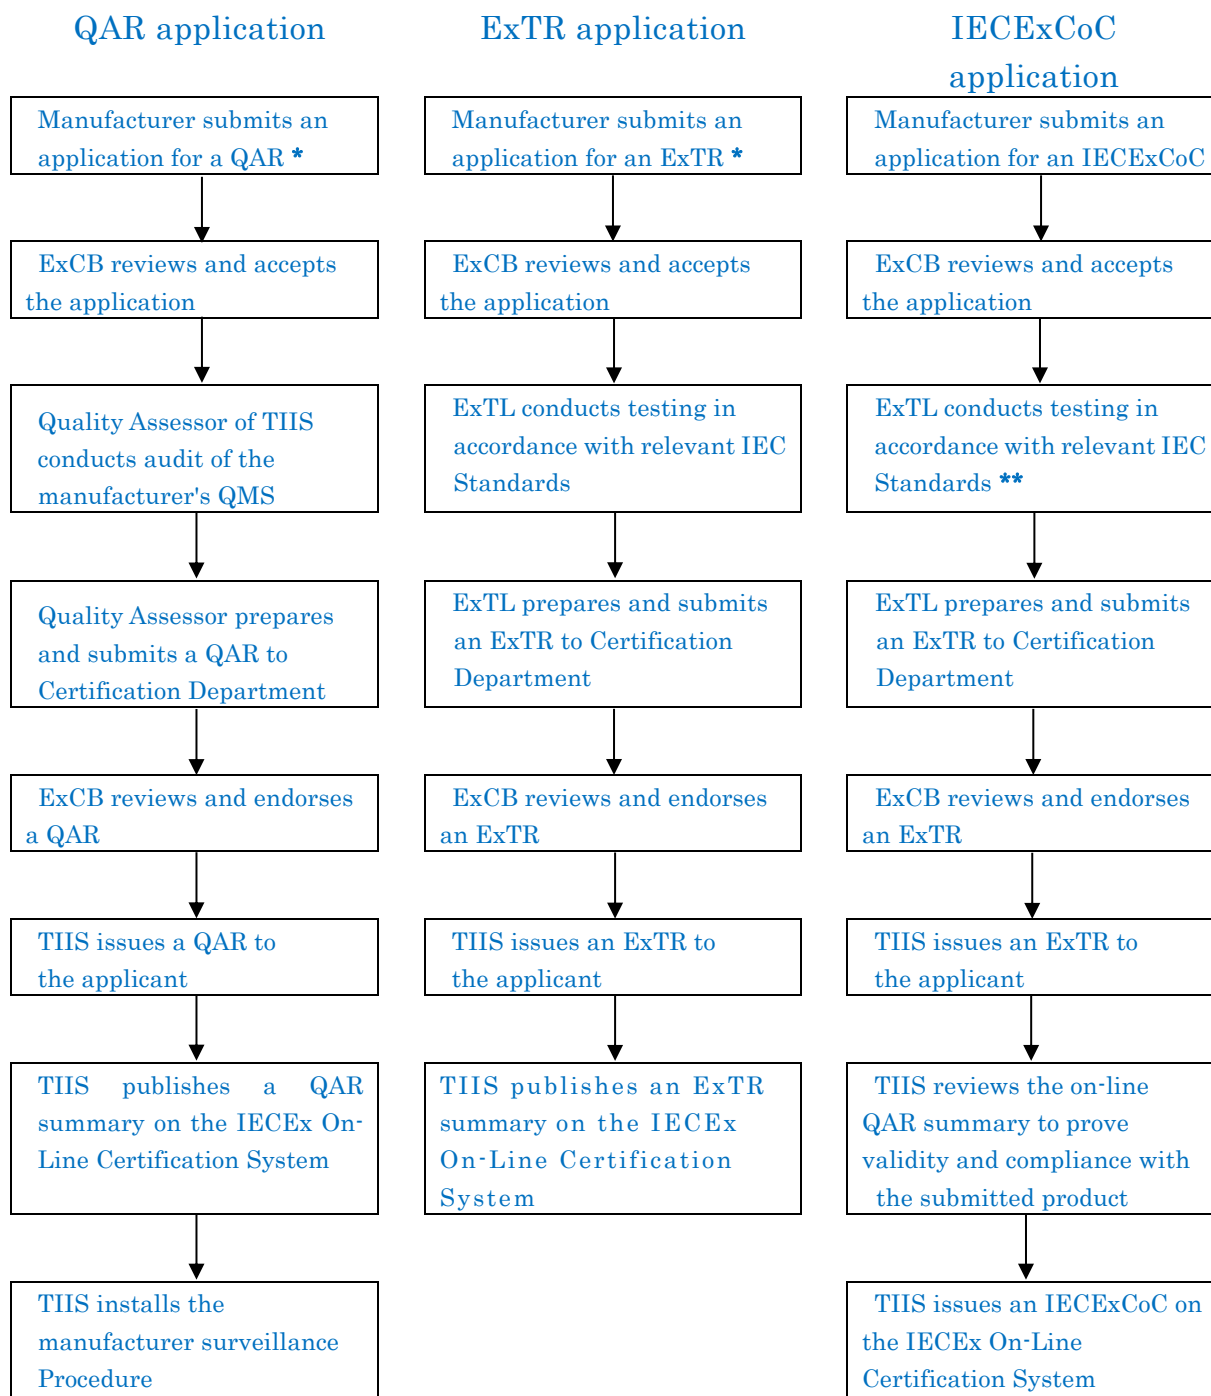 QAR application
Manufacturer submits an
application for a QAR *
ExCB reviews and accepts
the application
Quality Assessor of TIIS
conducts audit of the
manufacturer's QMS
Quality Assessor prepares
and submits a QAR to
Certification Department
ExCB reviews and endorses
a QAR
TIIS issues a QAR to
the applicant
TIIS publishes a QAR
summary on the IECEx On-
Line Certification System
TIIS installs the
manufacturer surveillance
Procedure
ExTR application
Manufacturer submits an
application for an ExTR *
ExCB reviews and accepts
the application
ExTL conducts testing in
accordance with relevant IEC
Standards
ExTL prepares and submits
an ExTR to Certification
Department
ExCB reviews and endorses
an ExTR
TIIS issues an ExTR to
the applicant
TIIS publishes an ExTR
summary on the IECEx
On-Line Certification
System
IECExCoC
application
Manufacturer submits an
application for an IECExCoC
ExCB reviews and accepts
the application
ExTL conducts testing in
accordance with relevant IEC
Standards **
ExTL prepares and submits
an ExTR to Certification
Department
ExCB reviews and endorses
an ExTR
TIIS issues an ExTR to
the applicant
TIIS reviews the on-line
QAR summary to prove
validity and compliance with
the submitted product
TIIS issues an IECExCoC on
the IECEx On-Line
Certification System